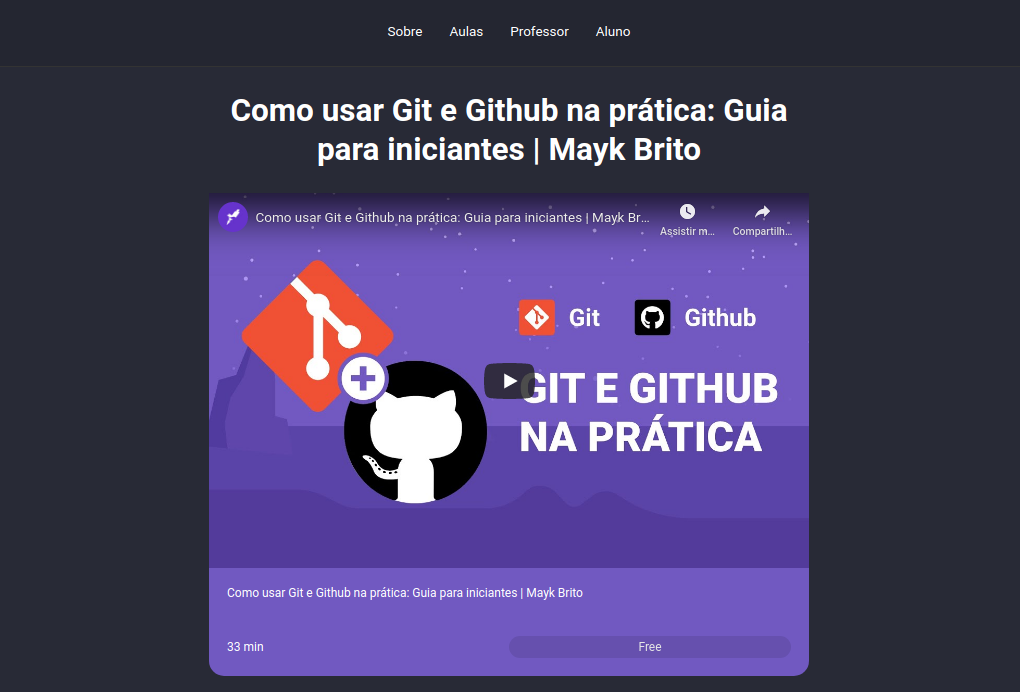 Sobre Aulas Professor Aluno
Como usar Git e Github na prática: Guia
para iniciantes | Mayk Brito
Como usar Git e Github na prática: Guia para iniciantes | Mayk Br...
Assistir m... Compartilh...
Git Github
GIT E GITHUB
NA PRÁTICA
Como usar Git e Github na prática: Guia para iniciantes | Mayk Brito
33 min Free